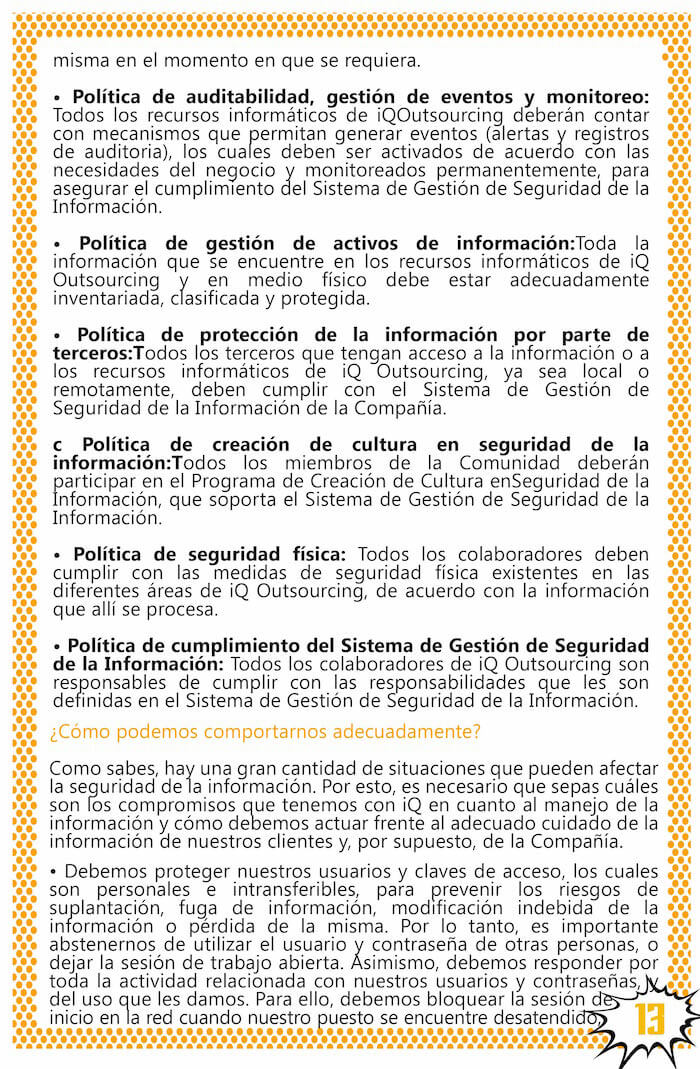 misma en el momento en que se requiera.
• Política de auditabilidad, gestión de eventos y monitoreo:
Todos los recursos informáticos de iQOutsourcing deberán contar
con mecanismos que permitan generar eventos (alertas y registros
de auditoria), los cuales deben ser activados de acuerdo con las
necesidades del negocio y monitoreados permanentemente, para
asegurar el cumplimiento del Sistema de Gestión de Seguridad de la
Información.
• Política de gestión de activos de información:Toda la
información que se encuentre en los recursos informáticos de iQ
Outsourcing y en medio físico debe estar adecuadamente
inventariada, clasificada y protegida.
• Política de protección de la información por parte de
terceros:Todos los terceros que tengan acceso a la información o a
los recursos informáticos de iQ Outsourcing, ya sea local o
remotamente, deben cumplir con el Sistema de Gestión de
Seguridad de la Información de la Compañía.
c Política de creación de cultura en seguridad de la
información:Todos los miembros de la Comunidad deberán
participar en el Programa de Creación de Cultura enSeguridad de la
Información, que soporta el Sistema de Gestión de Seguridad de la
Información.
• Política de seguridad física: Todos los colaboradores deben
cumplir con las medidas de seguridad física existentes en las
diferentes áreas de iQ Outsourcing, de acuerdo con la información
que allí se procesa.
• Política de cumplimiento del Sistema de Gestión de Seguridad
de la Información: Todos los colaboradores de iQ Outsourcing son
responsables de cumplir con las responsabilidades que les son
definidas en el Sistema de Gestión de Seguridad de la Información.
¿Cómo podemos comportarnos adecuadamente?
Como sabes, hay una gran cantidad de situaciones que pueden afectar
la seguridad de la información. Por esto, es necesario que sepas cuáles
son los compromisos que tenemos con iQ en cuanto al manejo de la
información y cómo debemos actuar frente al adecuado cuidado de la
información de nuestros clientes y, por supuesto, de la Compañía.
• Debemos proteger nuestros usuarios y claves de acceso, los cuales
son personales e intransferibles, para prevenir los riesgos de
suplantación, fuga de información, modificación indebida de la
información o pérdida de la misma. Por lo tanto, es importante
abstenernos de utilizar el usuario y contraseña de otras personas, o
dejar la sesión de trabajo abierta. Asimismo, debemos responder por
toda la actividad relacionada con nuestros usuarios y contraseñas,
del uso que les damos. Para ello, debemos bloquear la sesión de
inicio en la red cuando nuestro puesto se encuentre desatendido,
13